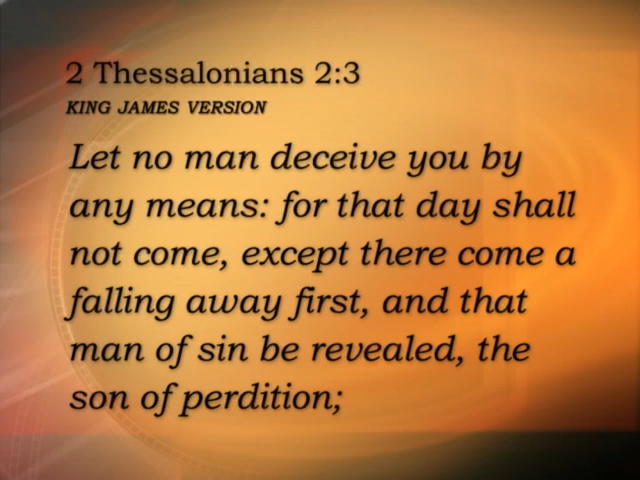 2 Thessalonians 2:3
KING JAMES VERSION
Let no man deceive you by
any means: for that day shall
not come, except there come a
falling away first, and that
man of sin be revealed, the
son of perdition;